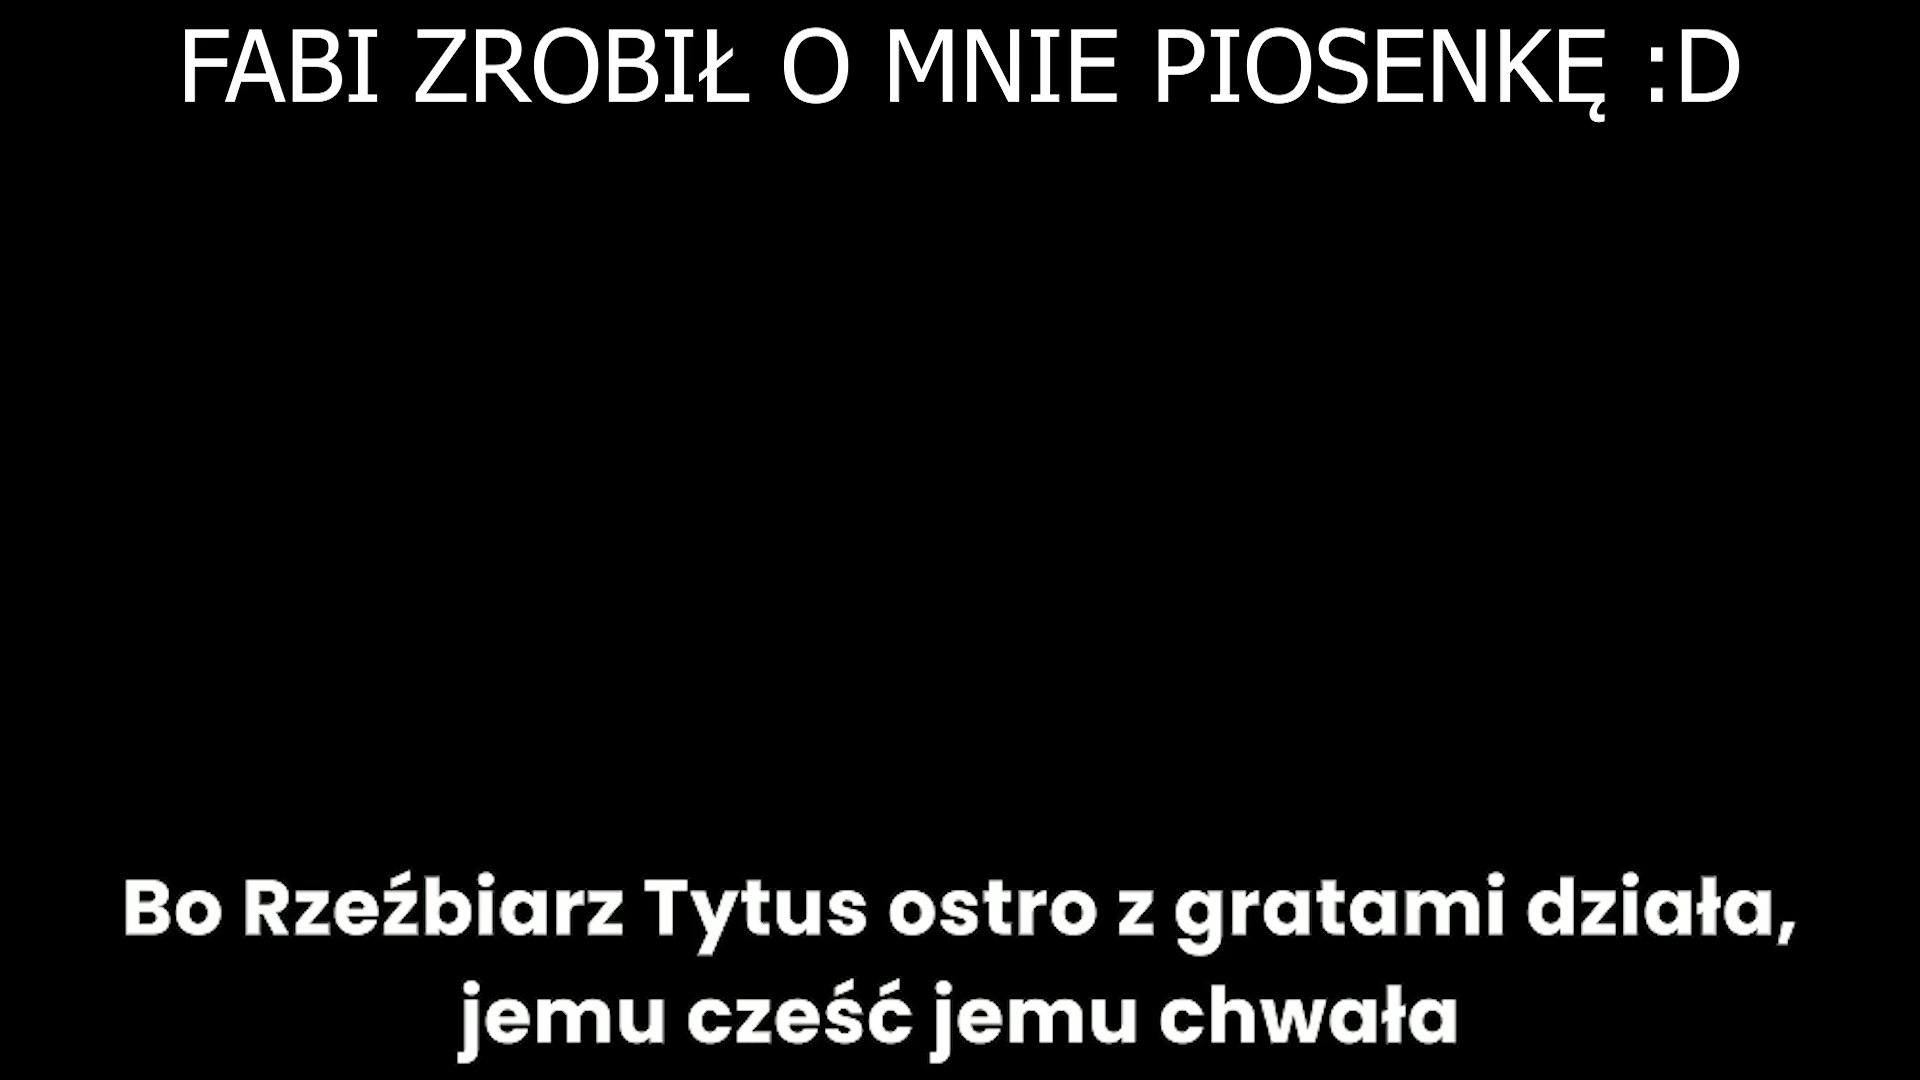 FABI ZROBIŁ O MNIE PIOSENKĘ :D
Bo Rzeźbiarz Tytus ostro z gratami działa,
jemu cześć jemu chwała